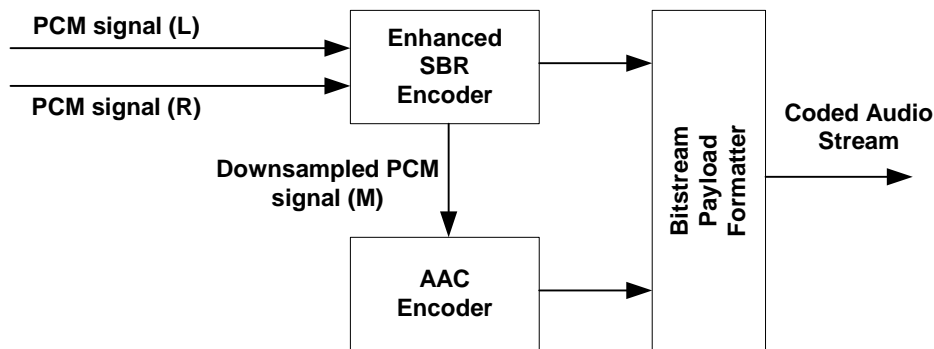 PCM signal (L)
PCM signal (R)
Enhanced
SBR
Encoder
Downsampled PCM
signal (M)
AAC
Encoder
Bitstream
Payload
Formatter
Coded Audio
Stream